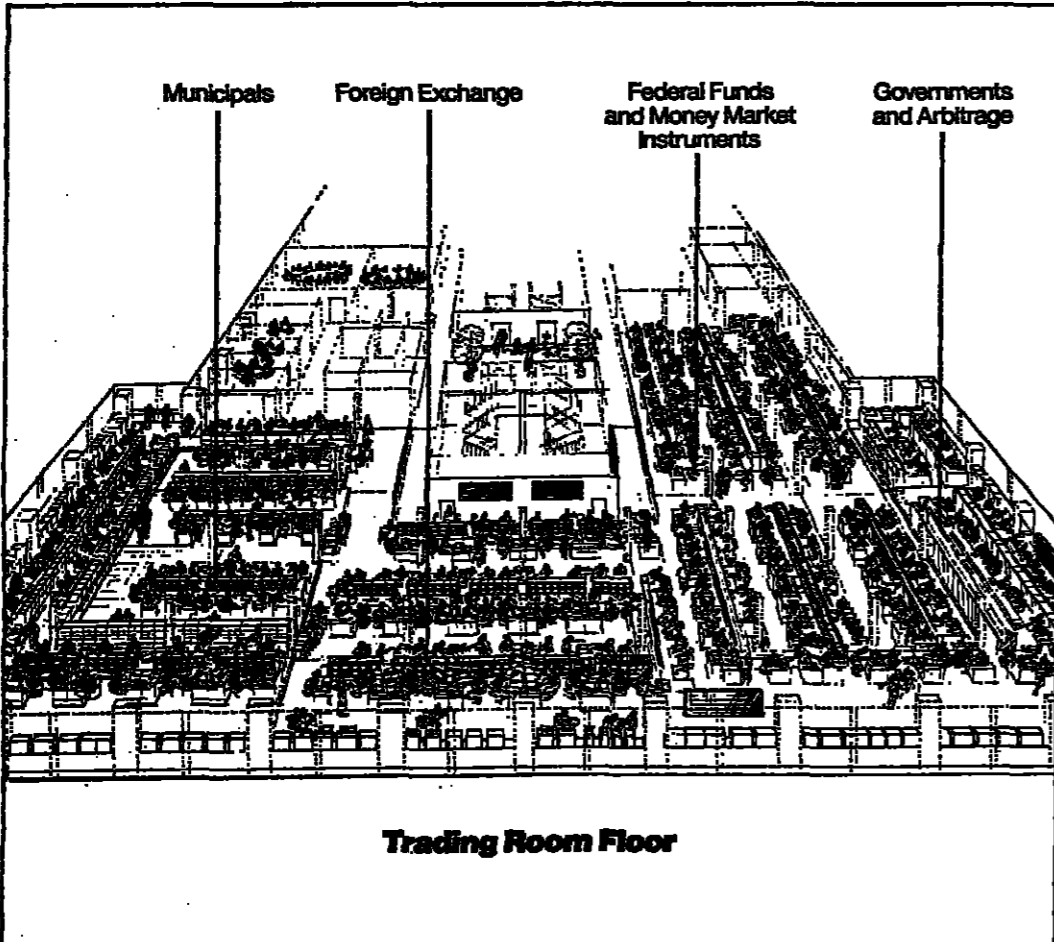 Municipals
Foreign Exchange
Federal Funds
and Money Market
Instruments
Governments
and Arbitrage
Trading Room Floor